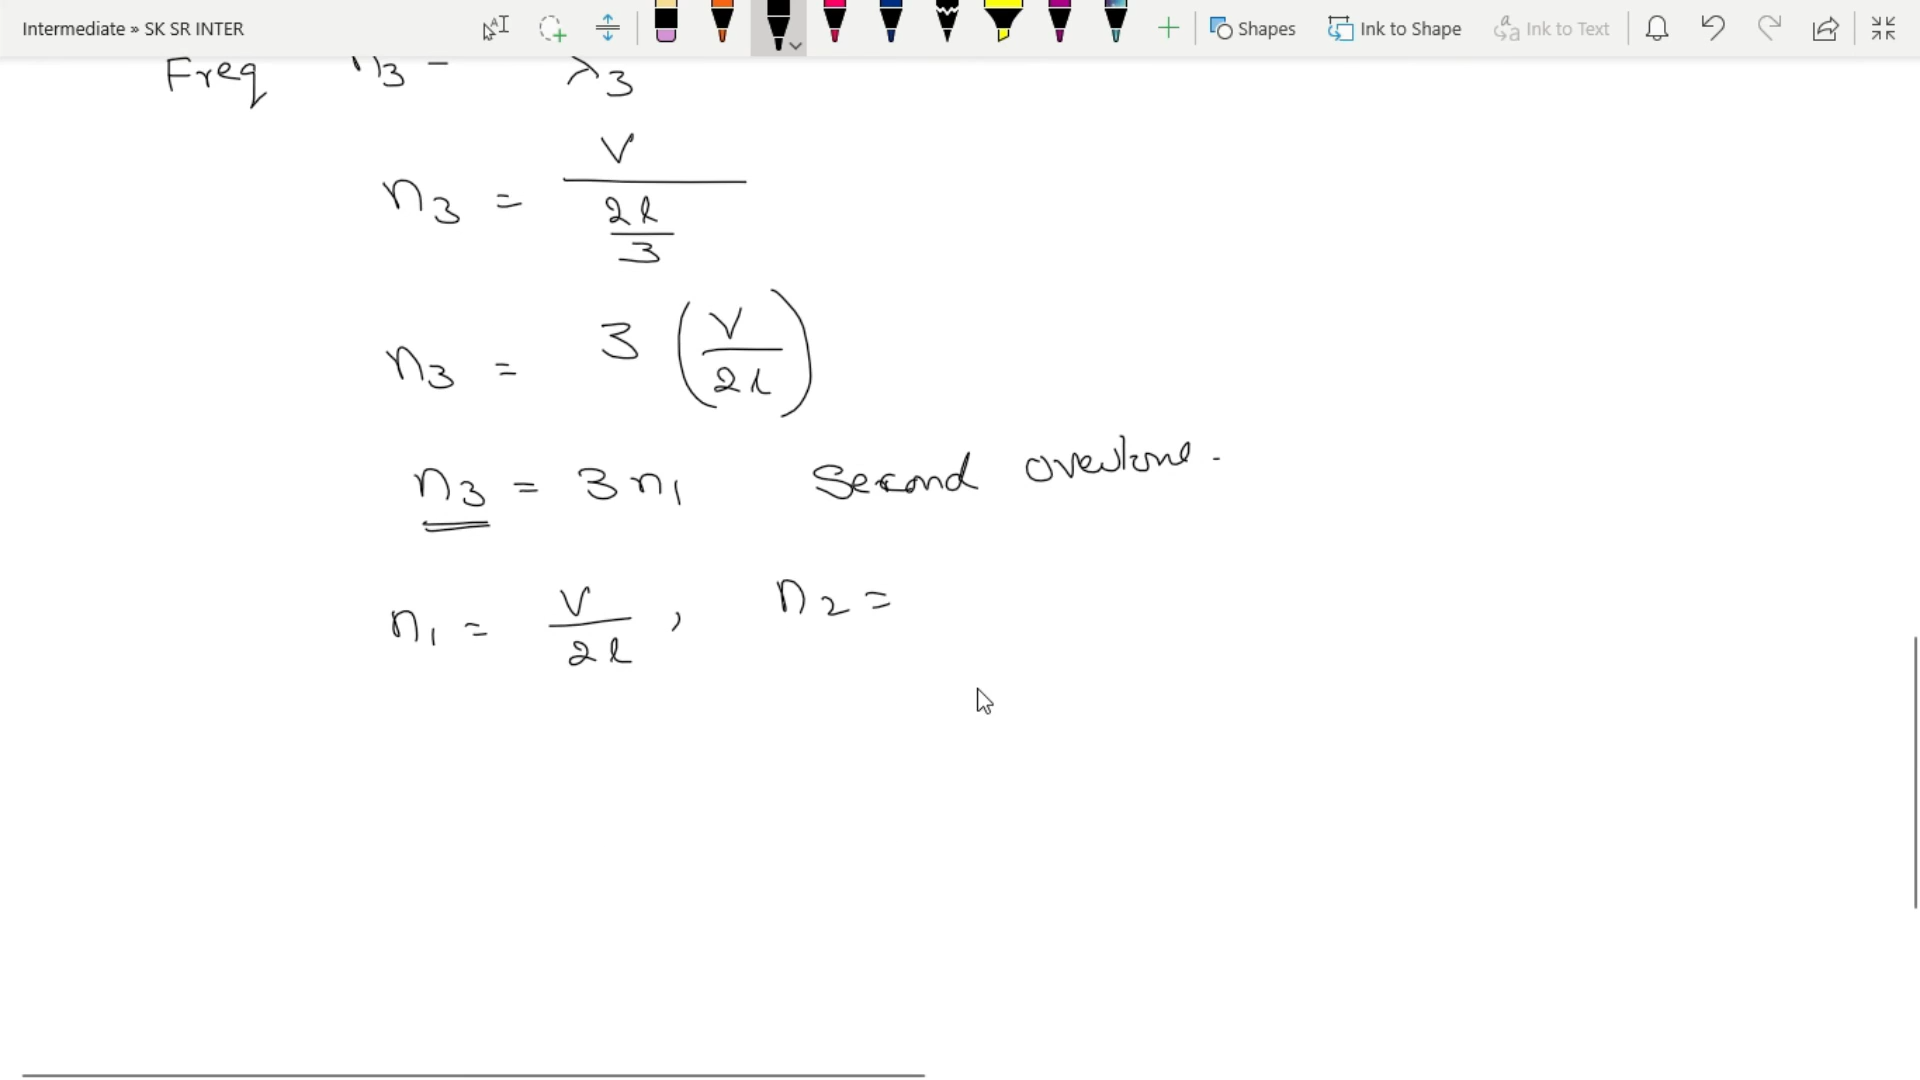 Intermediate » SK SR INTER
Shapes
Ink to Shape
Ink to Text
Freq n3 = λ3
n3 = V / (2l/3)
n3 = 3 (V/2l)
n3 = 3n1 Second overtone.
n1 = V/2l , n2 =